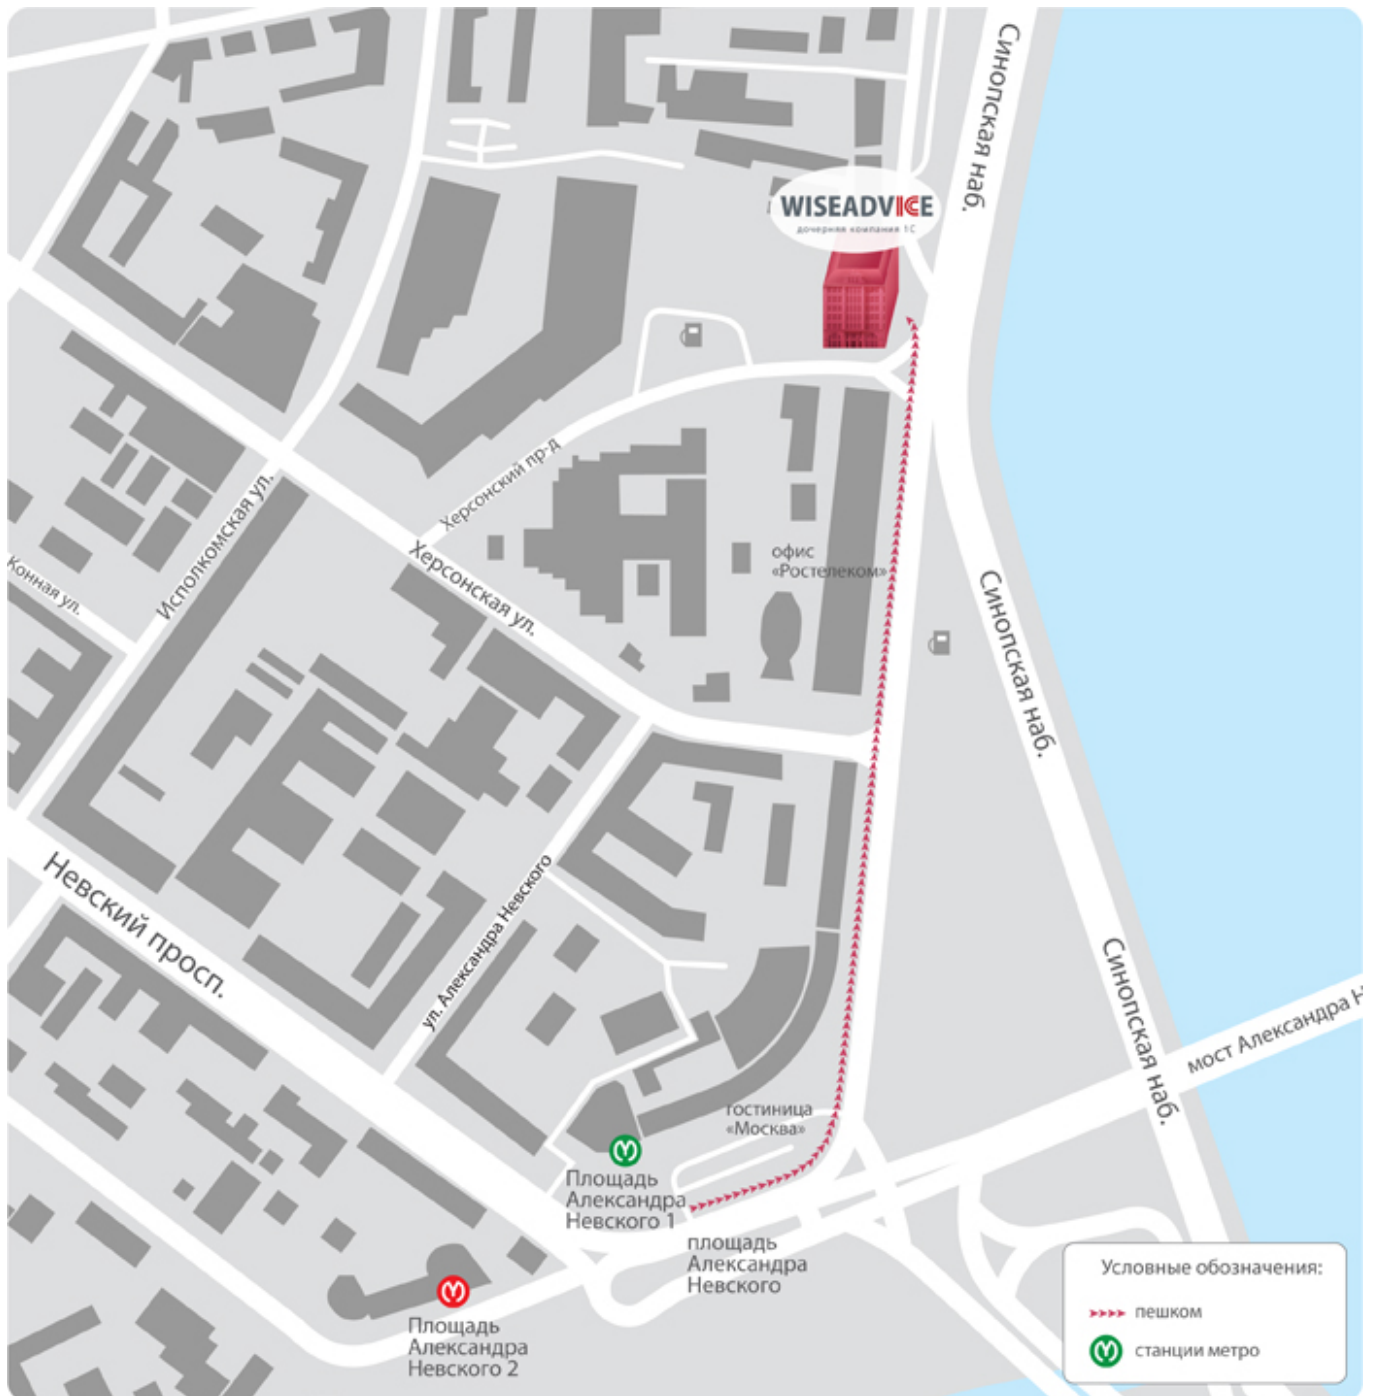 Синопская наб.
WISEADVICE
дочерняя компания 1С
Херсонский пр-д
Исполкомская ул.
Конная ул.
Херсонская ул.
офис
«Ростелеком»
Синопская наб.
Невский просп.
ул. Александра Невского
Синопская наб.
мост Александра Н
гостиница
«Москва»
Площадь
Александра
Невского 1
площадь
Александра
Невского
Площадь
Александра
Невского 2
Условные обозначения:
пешком
станции метро